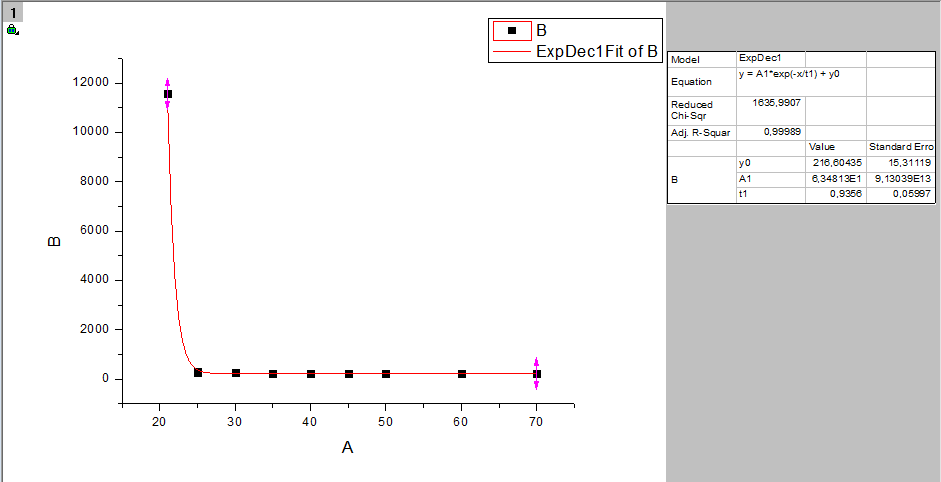 1
B
ExpDec1Fit of B
12000
10000
8000
6000
4000
2000
0
B
20 30 40 50 60 70
A
Model ExpDec1
Equation y = A1*exp(-x/t1) + y0
Reduced Chi-Sqr 1635,9907
Adj. R-Squar 0,99989
Value Standard Erro
y0 216,60435 15,31119
B A1 6,34813E1 9,13039E13
t1 0,9356 0,05997